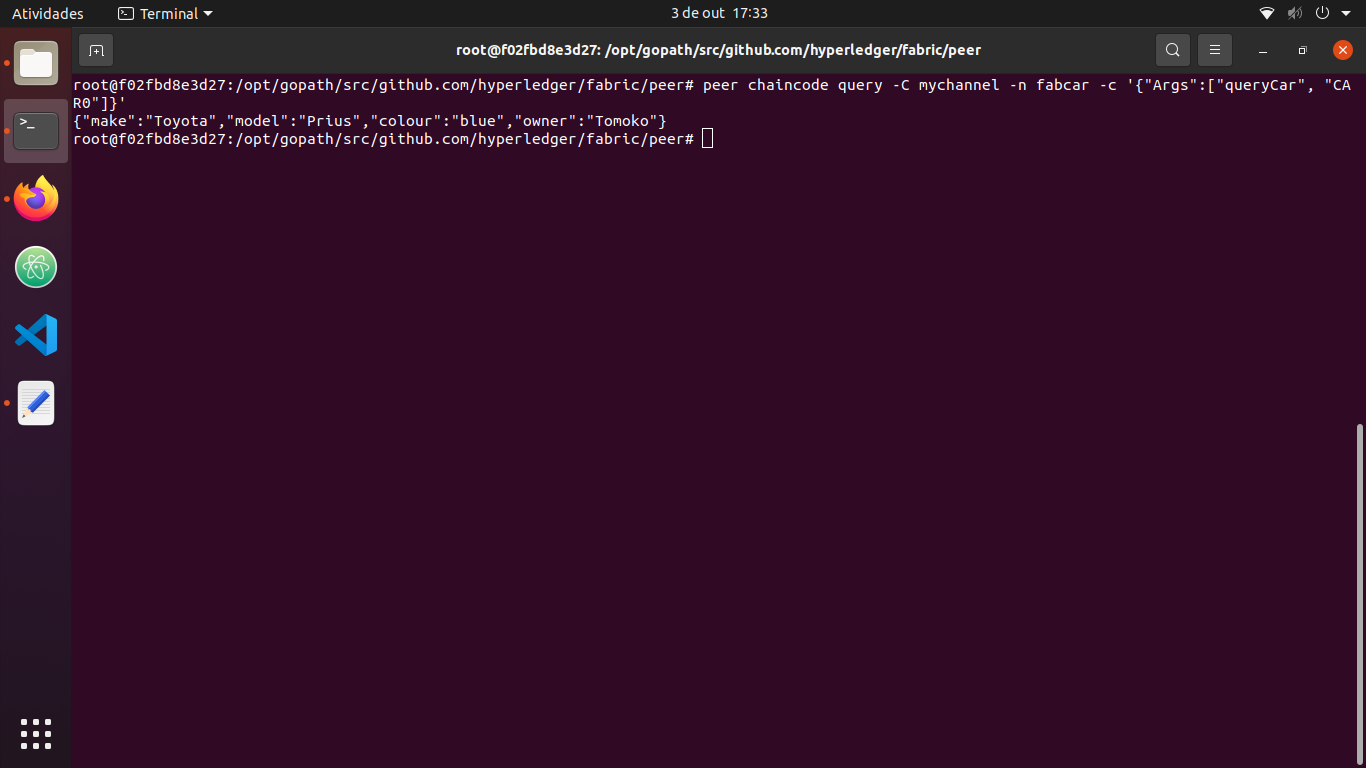 Atividades
Terminal
3 de out 17:33
root@f02fbd8e3d27: /opt/gopath/src/github.com/hyperledger/fabric/peer
root@f02fbd8e3d27:/opt/gopath/src/github.com/hyperledger/fabric/peer# peer chaincode query -C mychannel -n fabcar -c '{"Args":["queryCar", "CA
R0"]}'
{"make":"Toyota","model":"Prius","colour":"blue","owner":"Tomoko"}
root@f02fbd8e3d27:/opt/gopath/src/github.com/hyperledger/fabric/peer#